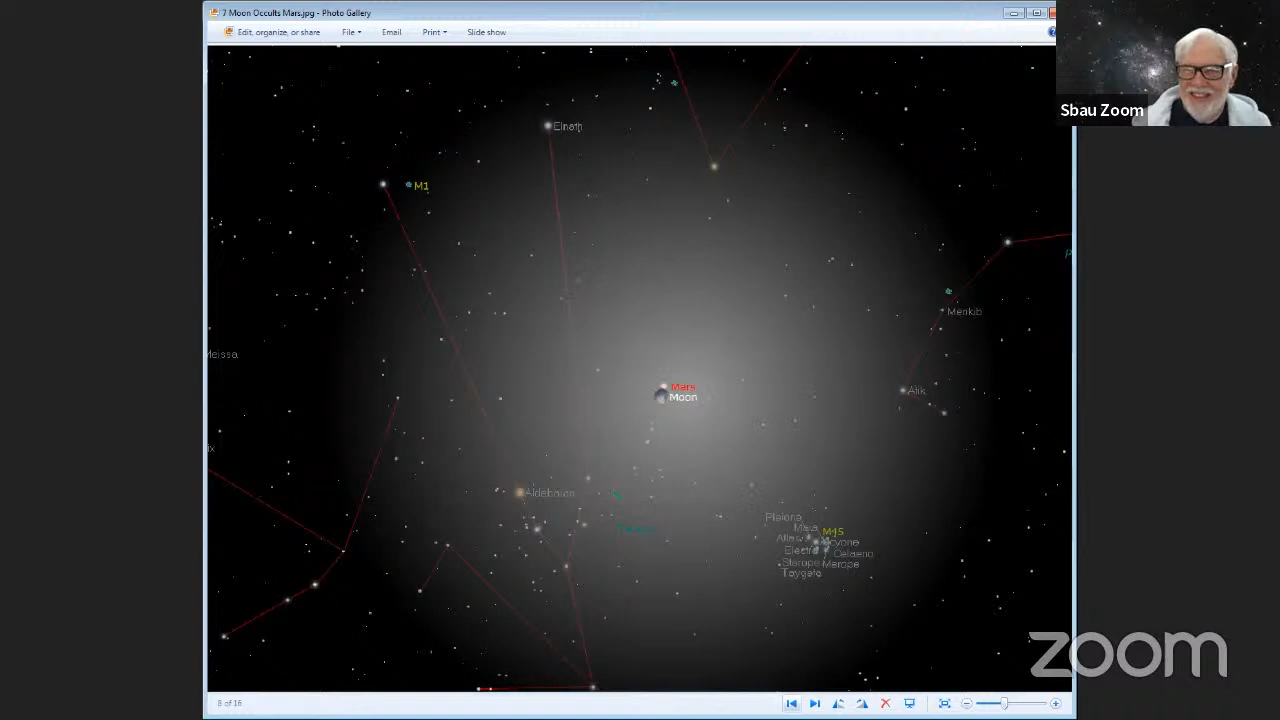 7 Moon Occults Mars.jpg - Photo Gallery
Edit, organize, or share File Email Print Slide show
Sbau Zoom
Elnath
M1
Menkib
Meissa
Mars
Moon
Atik
ix
Aldebaran
Pleione
Maia M45
Atlas Alcyone
Electra Celaeno
Sterope Merope
Taygeta
zoom
8 of 16